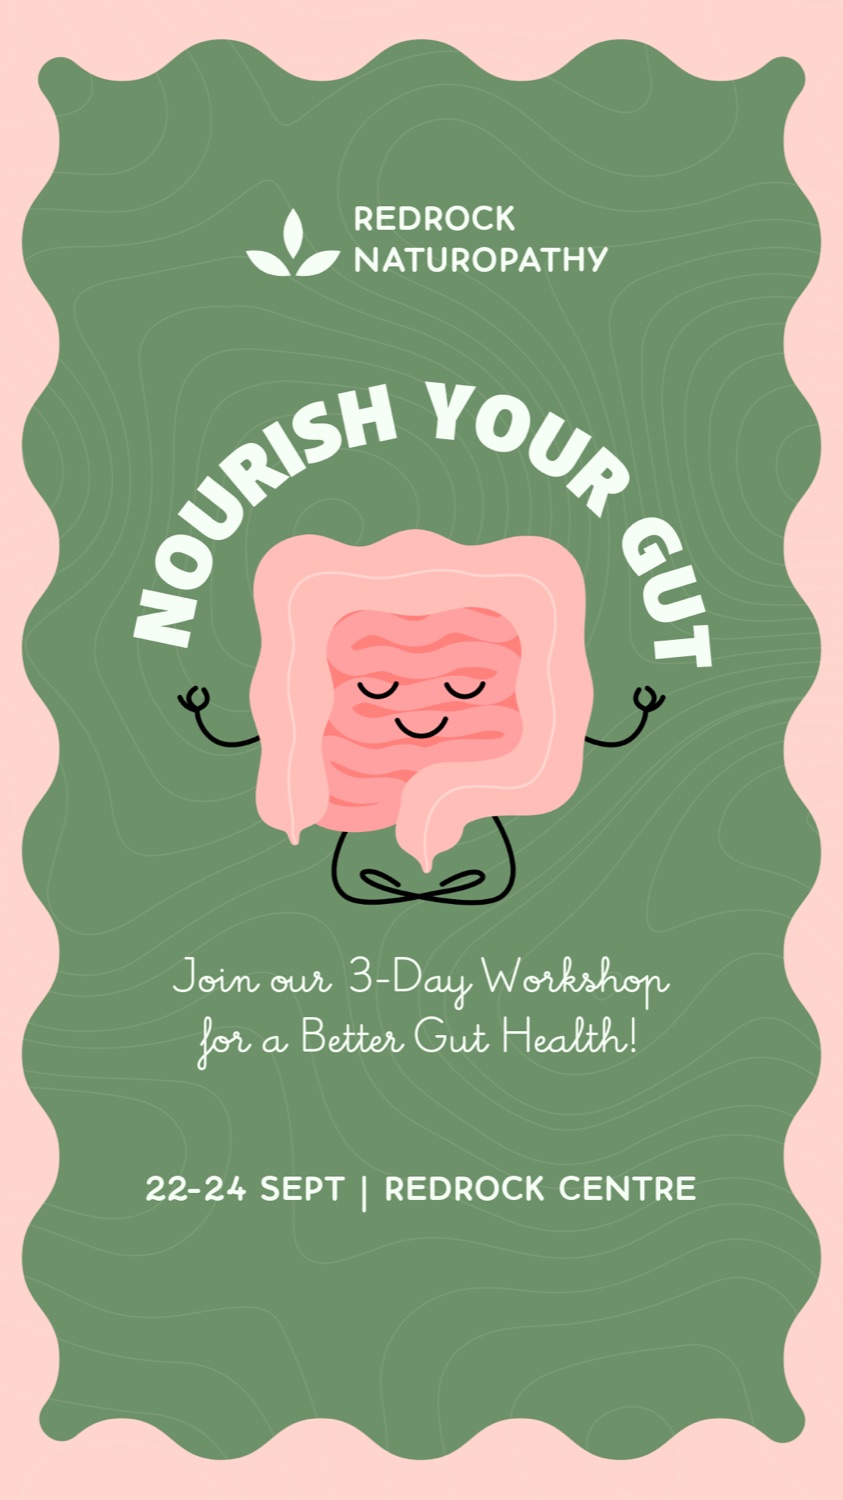 REDROCK
NATUROPATHY
NOURISH YOUR GUT
Join our 3-Day Workshop
for a Better Gut Health!
22-24 SEPT | REDROCK CENTRE